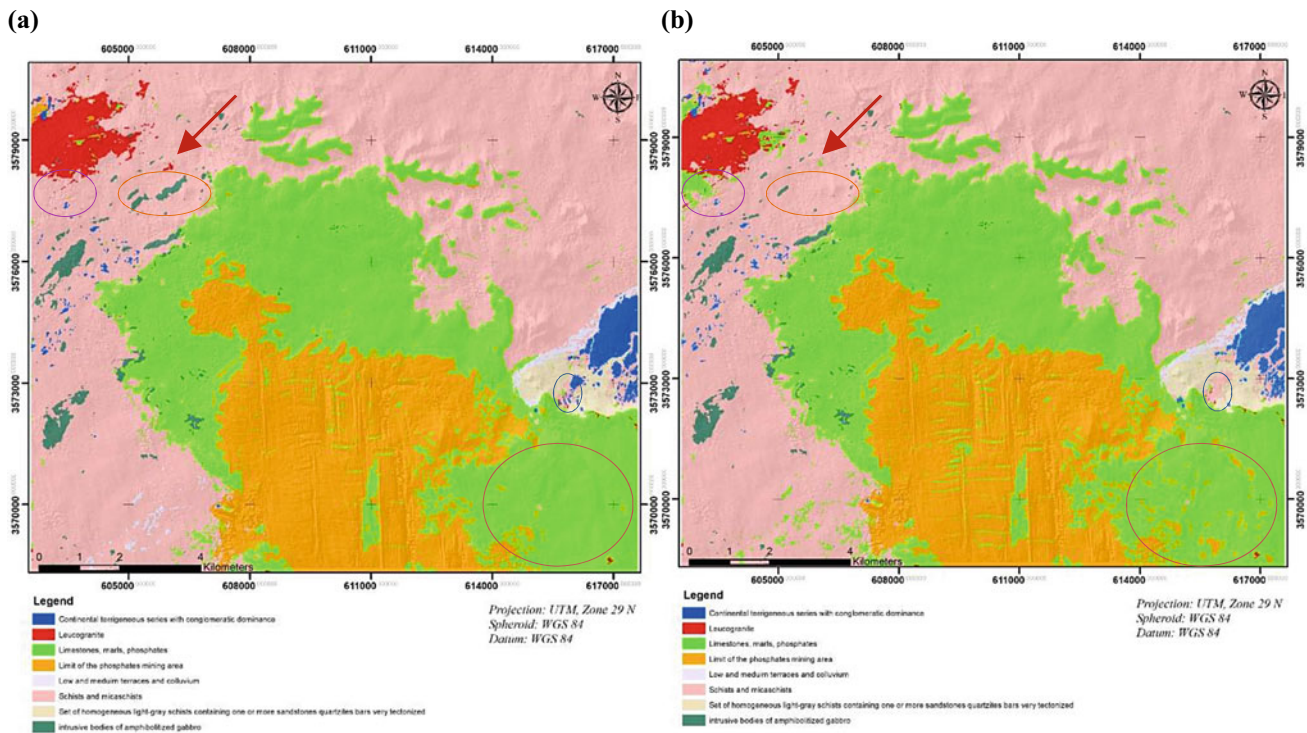 (a)
605000
608000
611000
614000
617000
3579000
3576000
3573000
3570000
N
W
E
S
0
1
2
4
Kilometers
605000
608000
611000
614000
617000
Legend
Continental terrigeneous series with conglomeratic dominance
Leucogranite
Limestones, marls, phosphates
Limit of the phosphates mining area
Low and meduim terraces and colluvium
Schists and micaschists
Set of homogeneous light-gray schists containing one or more sandstones quartzites bars very tectonized
intrusive bodies of amphibolitized gabbro
Projection: UTM, Zone 29 N
Spheroid: WGS 84
Datum: WGS 84
(b)
605000
608000
611000
614000
617000
3579000
3576000
3573000
3570000
N
W
E
S
0
1
2
4
Kilometers
605000
608000
611000
614000
617000
Legend
Continental terrigeneous series with conglomeratic dominance
Leucogranite
Limestones, marls, phosphates
Limit of the phosphates mining area
Low and meduim terraces and colluvium
Schists and micaschists
Set of homogeneous light-gray schists containing one or more sandstones quartzites bars very tectonized
intrusive bodies of amphibolitized gabbro
Projection: UTM, Zone 29 N
Spheroid: WGS 84
Datum: WGS 84